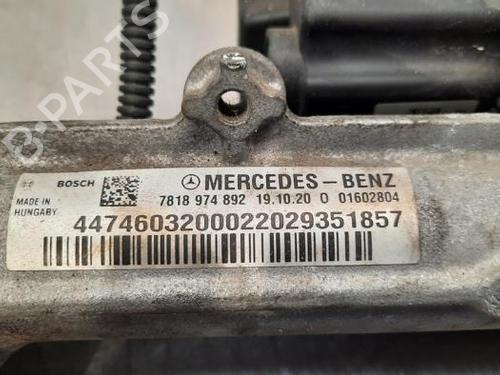 BOSCH
MERCEDES-BENZ
MADE IN
HUNGARY
7818 974 892 19.10.20 0 01602804
4474603200022029351857
B-PARTS